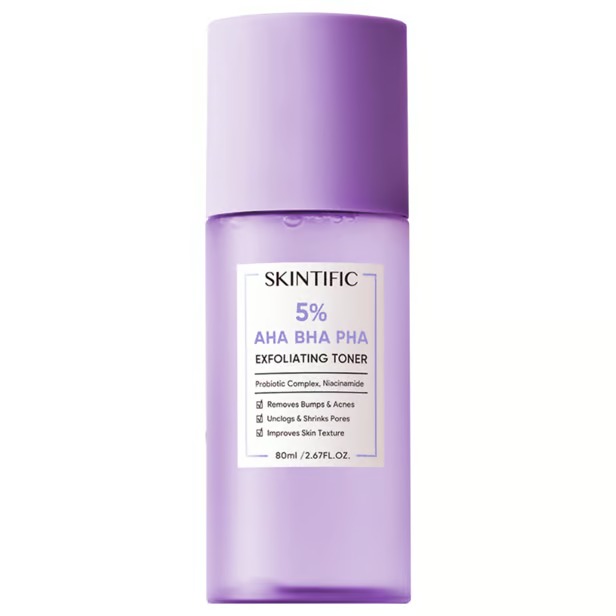 SKINTIFIC
5%
AHA BHA PHA
EXFOLIATING TONER
Probiotic Complex, Niacinamide
☑ Removes Bumps & Acnes
☑ Unclogs & Shrinks Pores
☑ Improves Skin Texture
80ml /2.67FL.OZ.